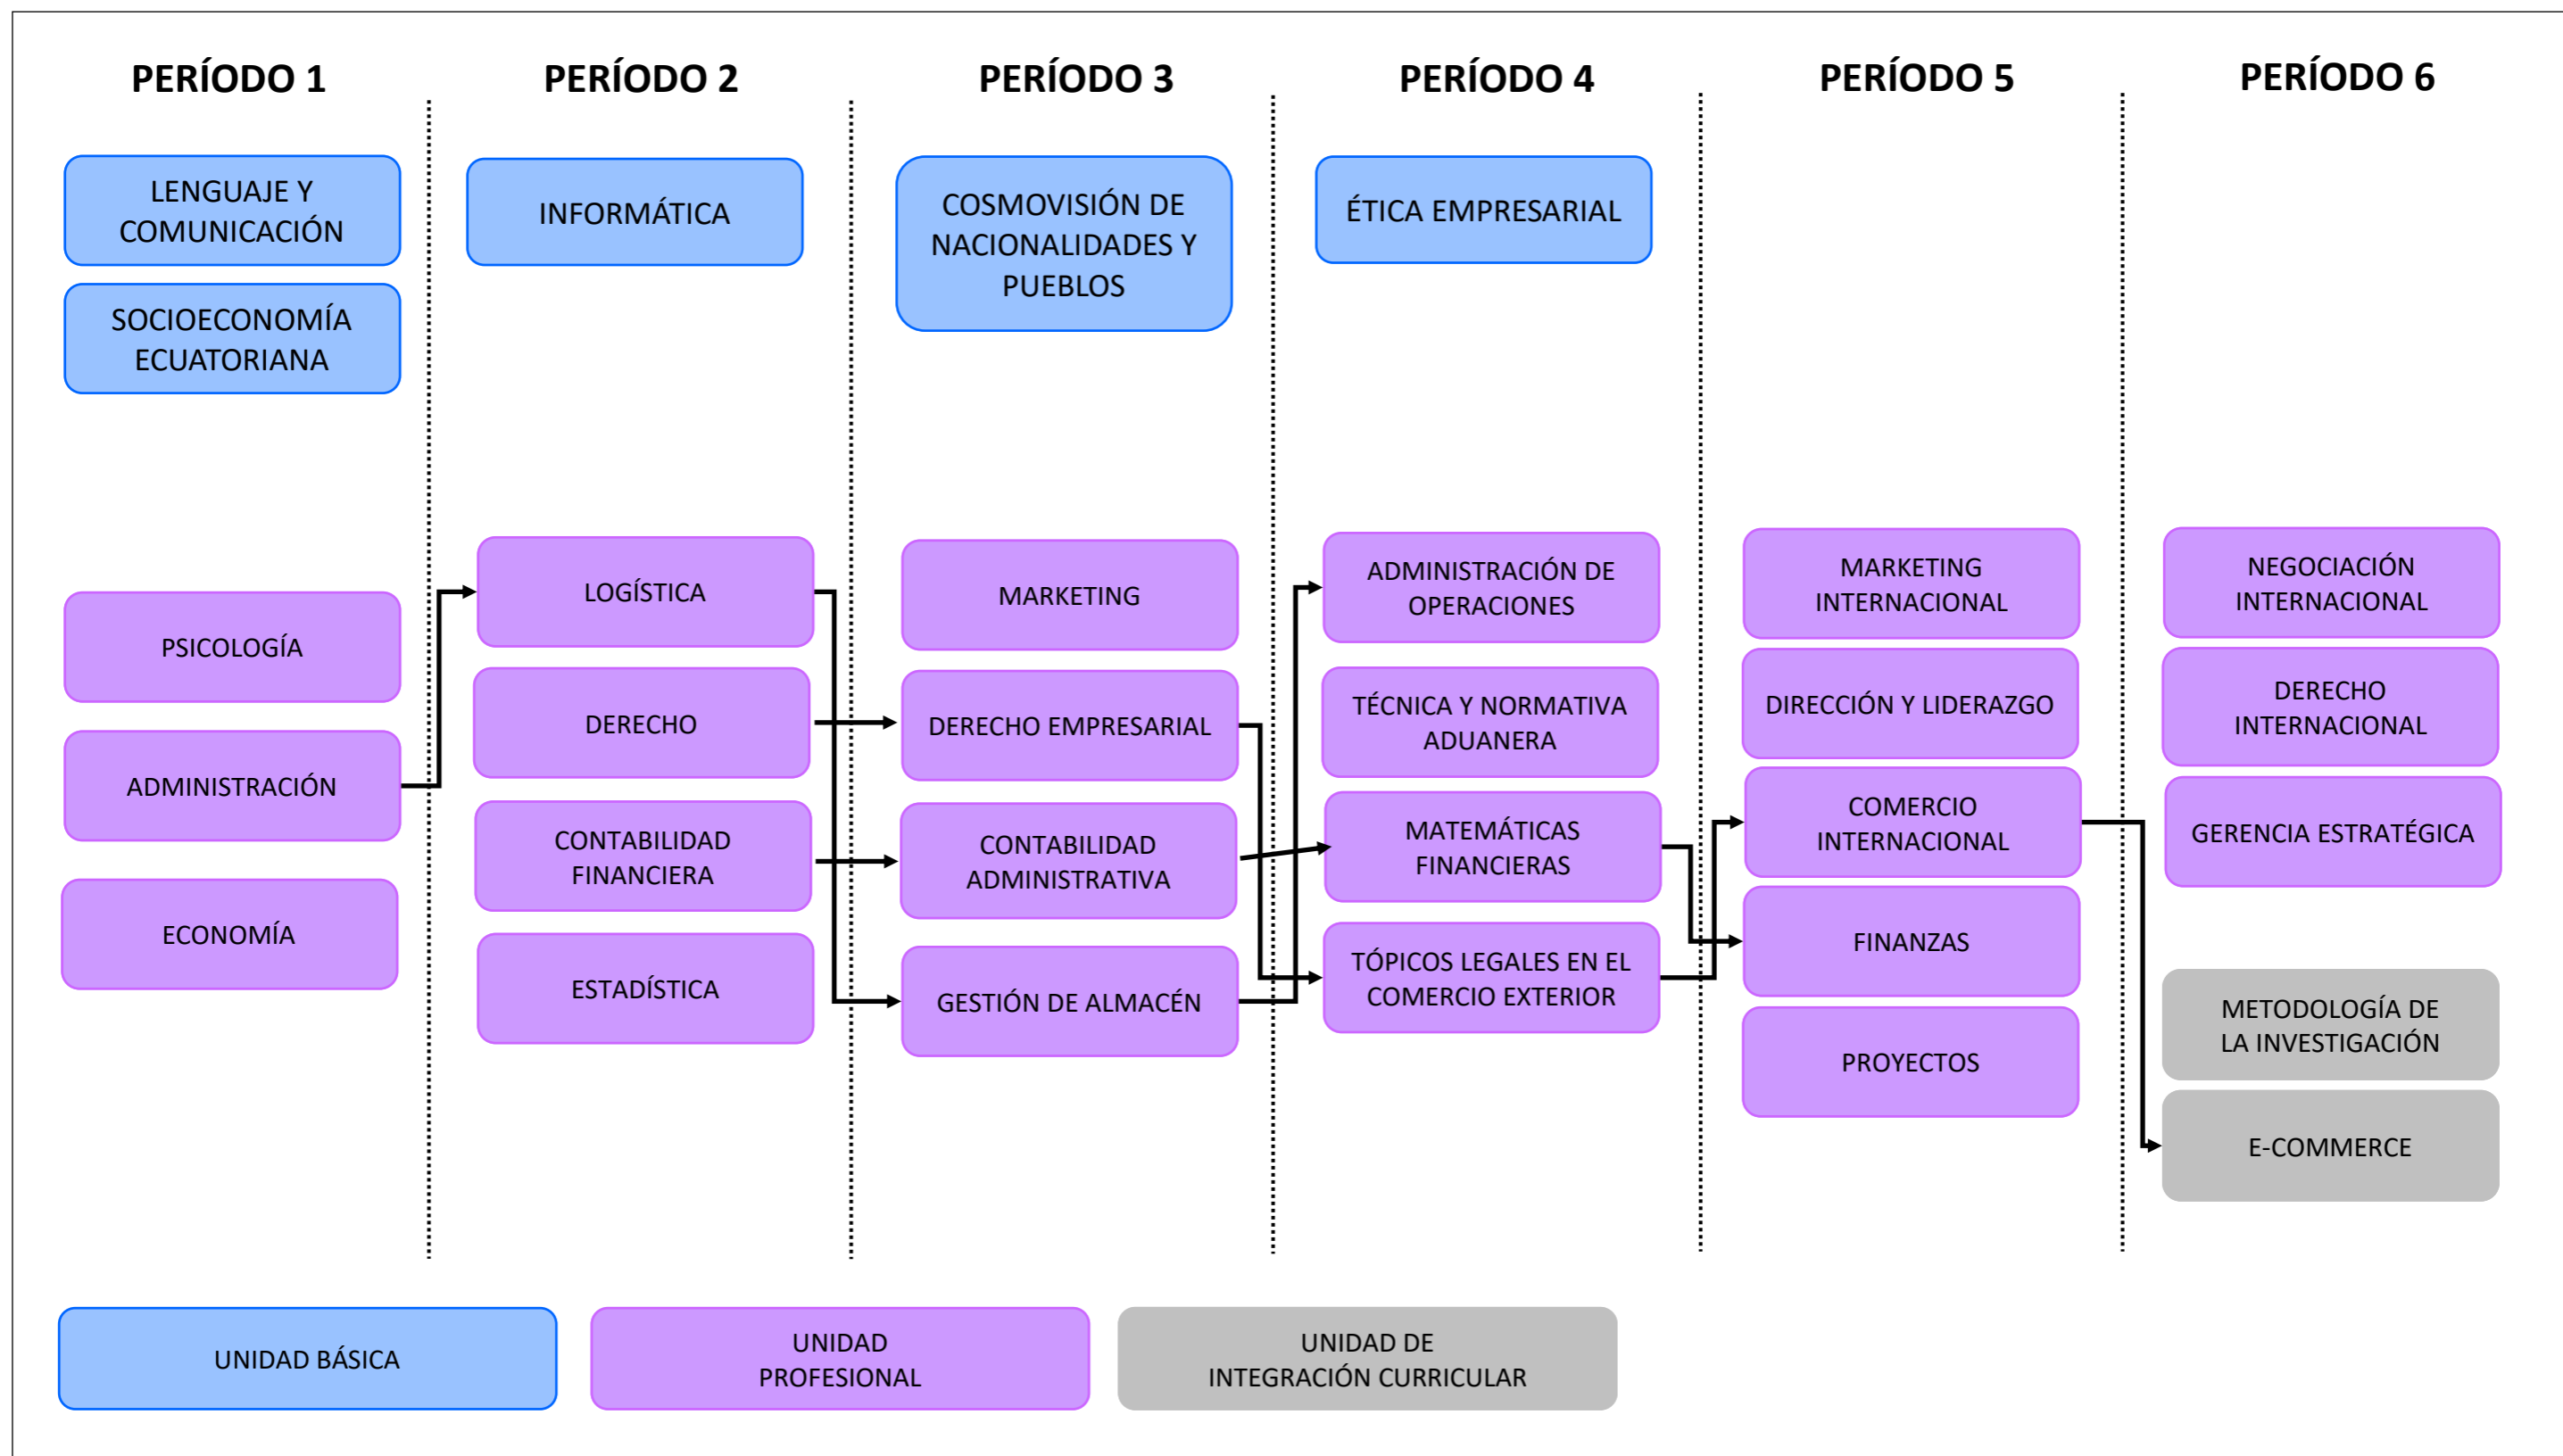 PERÍODO 1
PERÍODO 2
PERÍODO 3
PERÍODO 4
PERÍODO 5
PERÍODO 6
LENGUAJE Y
COMUNICACIÓN
SOCIOECONOMÍA
ECUATORIANA
PSICOLOGÍA
ADMINISTRACIÓN
ECONOMÍA
INFORMÁTICA
LOGÍSTICA
DERECHO
CONTABILIDAD
FINANCIERA
ESTADÍSTICA
COSMOVISIÓN DE
NACIONALIDADES Y
PUEBLOS
MARKETING
DERECHO EMPRESARIAL
CONTABILIDAD
ADMINISTRATIVA
GESTIÓN DE ALMACÉN
ÉTICA EMPRESARIAL
ADMINISTRACIÓN DE
OPERACIONES
TÉCNICA Y NORMATIVA
ADUANERA
MATEMÁTICAS
FINANCIERAS
TÓPICOS LEGALES EN EL
COMERCIO EXTERIOR
MARKETING
INTERNACIONAL
DIRECCIÓN Y LIDERAZGO
COMERCIO
INTERNACIONAL
FINANZAS
PROYECTOS
NEGOCIACIÓN
INTERNACIONAL
DERECHO
INTERNACIONAL
GERENCIA ESTRATÉGICA
METODOLOGÍA DE
LA INVESTIGACIÓN
E-COMMERCE
UNIDAD BÁSICA
UNIDAD
PROFESIONAL
UNIDAD DE
INTEGRACIÓN CURRICULAR